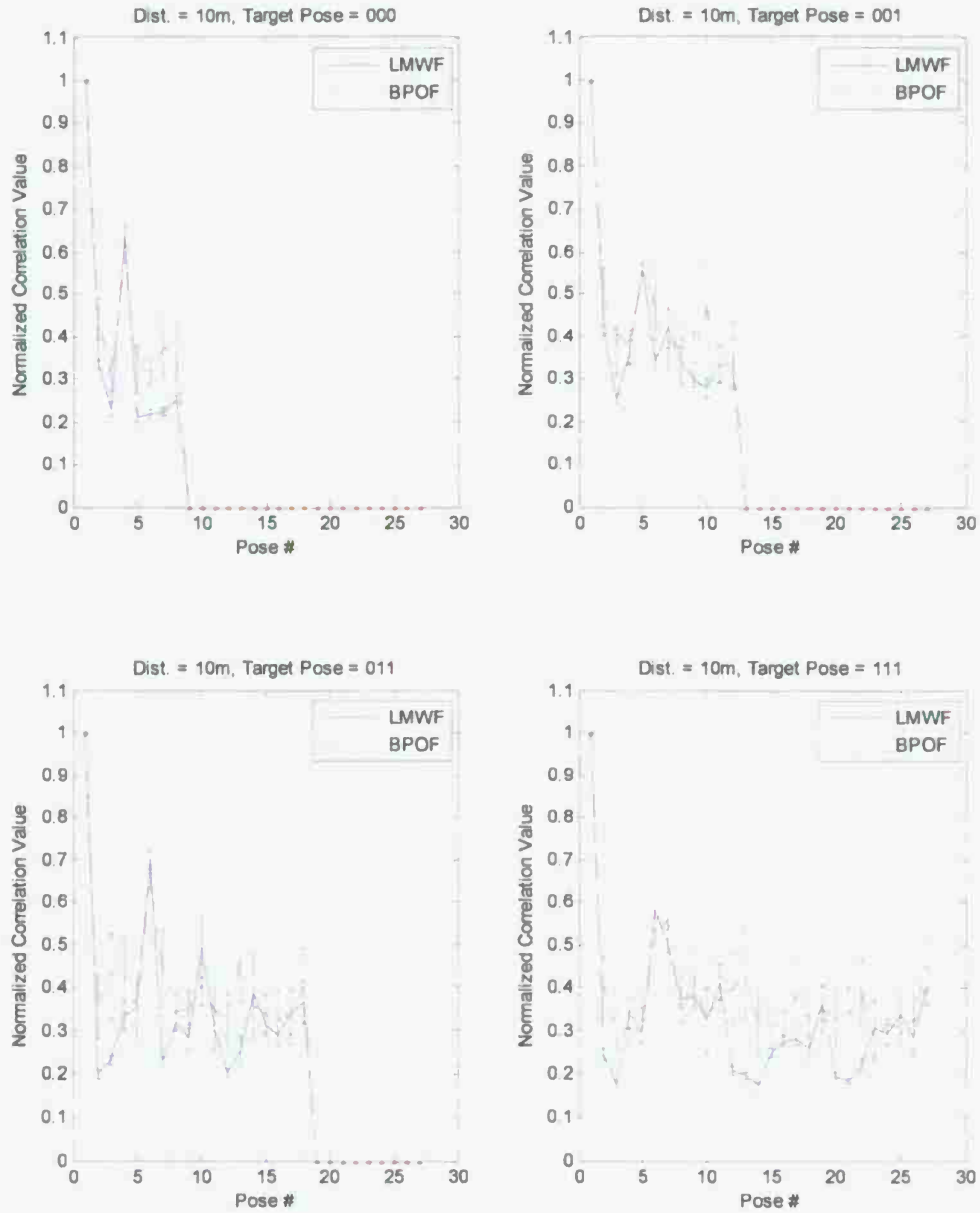 Dist. = 10m, Target Pose = 000
1.1
1
0.9
0.8
0.7
0.6
0.5
0.4
0.3
0.2
0.1
0
0 5 10 15 20 25 30
Normalized Correlation Value
Pose #
LMWF
BPOF
Dist. = 10m, Target Pose = 001
1.1
1
0.9
0.8
0.7
0.6
0.5
0.4
0.3
0.2
0.1
0
0 5 10 15 20 25 30
Normalized Correlation Value
Pose #
LMWF
BPOF
Dist. = 10m, Target Pose = 011
1.1
1
0.9
0.8
0.7
0.6
0.5
0.4
0.3
0.2
0.1
0
0 5 10 15 20 25 30
Normalized Correlation Value
Pose #
LMWF
BPOF
Dist. = 10m, Target Pose = 111
1.1
1
0.9
0.8
0.7
0.6
0.5
0.4
0.3
0.2
0.1
0
0 5 10 15 20 25 30
Normalized Correlation Value
Pose #
LMWF
BPOF